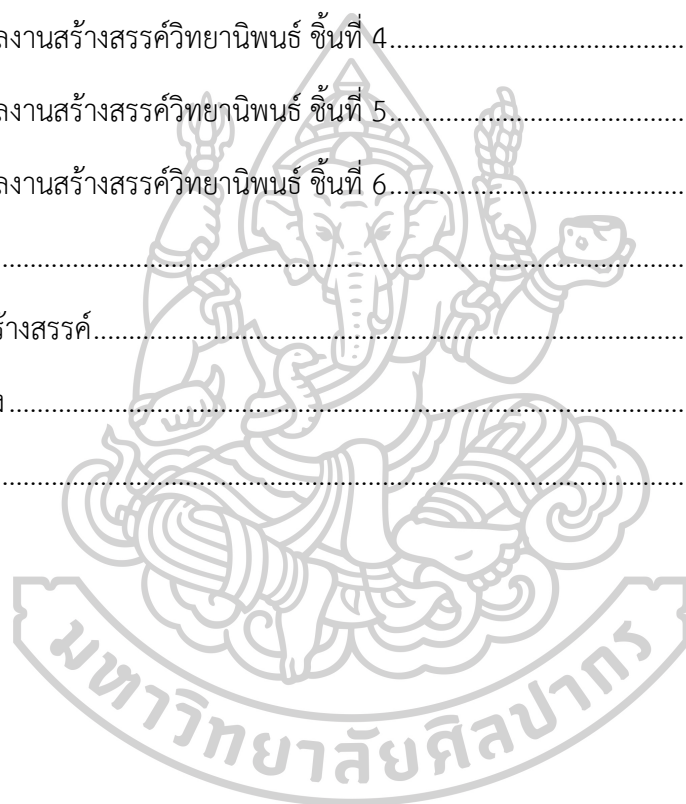 ลงานสร้างสรรค์วิทยานิพนธ์ ชิ้นที่ 4........................................
ลงานสร้างสรรค์วิทยานิพนธ์ ชิ้นที่ 5........................................
ลงานสร้างสรรค์วิทยานิพนธ์ ชิ้นที่ 6........................................
..............................................................................................
ร้างสรรค์..............................................................................
..............................................................................................
..............................................................................................
มหาวิทยาลัยศิลปากร